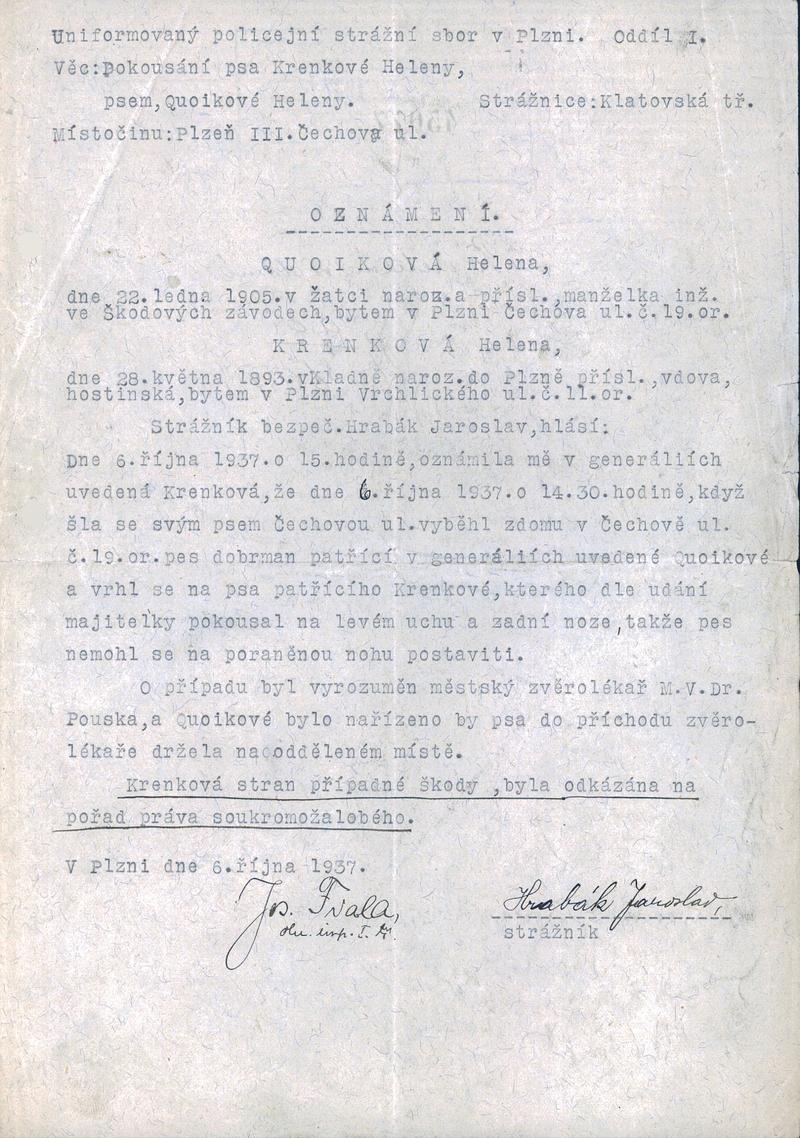 Uniformovaný policejní strážní sbor v Plzni. Oddíl I.
Věc:pokousání psa Krenkové Heleny,
psem,Quoikové Heleny. Strážnice:Klatovská tř.
Místočinu:Plzeň III.Čechova ul.
O Z N Á M E N Í.
Q U O I K O V Á Helena,
dne 22.ledna 1905.v Žatci naroz.a přísl.,manželka inž.
ve Škodových závodech,bytem v Plzni Čechova ul.č.19.or.
K R E N K O V Á Helena,
dne 28.května 1893.vKladně naroz.do Plzně přísl.,vdova,
hostinská,bytem v Plzni Vrchlického ul.č.11.or.
Strážník bezpeč.Hrabák Jaroslav,hlásí:
Dne 6.října 1937.o 15.hodině,oznámila mě v generáliích
uvedená Krenková,že dne 6.října 1937.o 14.30.hodině,když
šla se svým psem Čechovou ul.vyběhl zdomu v Čechově ul.
č.19.or.pes dobrman patřící v generáliích uvedené Quoikové
a vrhl se na psa patřícího Krenkové,kterého dle udání
majitelky pokousal na levém uchu a zadní noze,takže pes
nemohl se na poraněnou nohu postaviti.
O případu byl vyrozuměn městský zvěrolékař M.V.Dr.
Pouska,a Quoikové bylo nařízeno by psa do příchodu zvěro-
lékaře držela na odděleném místě.
Krenková stran případné škody,byla odkázána na
pořad práva soukromožalobého.
V Plzni dne 6.října 1937.
Jos. Fiala, Hrabák Jaroslav,
strážník